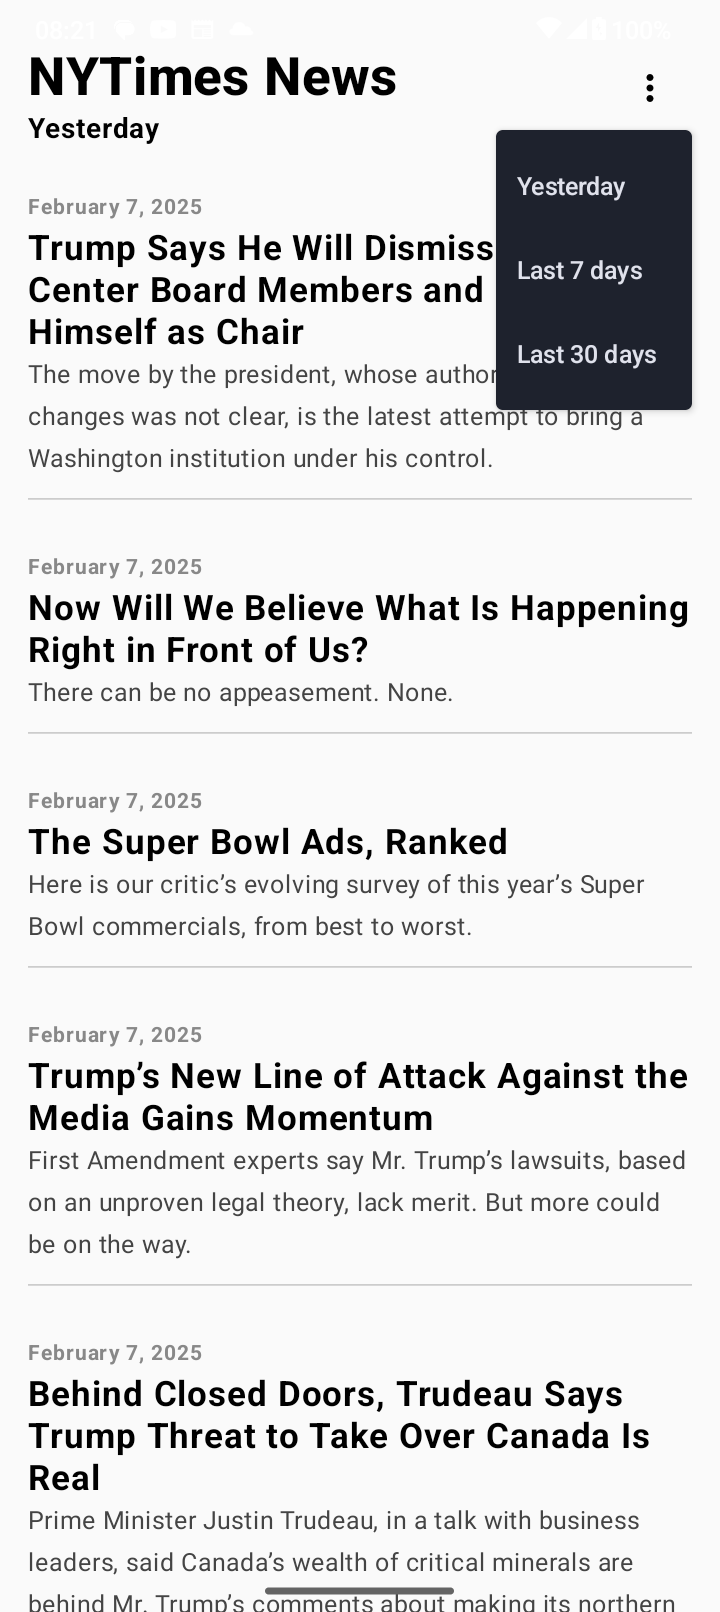 08:21
100%
NYTimes News
Yesterday
Yesterday
Last 7 days
Last 30 days
February 7, 2025
Trump Says He Will Dismiss
Center Board Members and
Himself as Chair
The move by the president, whose
changes was not clear, is the latest attempt to bring a
Washington institution under his control.
February 7, 2025
Now Will We Believe What Is Happening
Right in Front of Us?
There can be no appeasement. None.
February 7, 2025
The Super Bowl Ads, Ranked
Here is our critic’s evolving survey of this year’s Super
Bowl commercials, from best to worst.
February 7, 2025
Trump’s New Line of Attack Against the
Media Gains Momentum
First Amendment experts say Mr. Trump’s lawsuits, based
on an unproven legal theory, lack merit. But more could
be on the way.
February 7, 2025
Behind Closed Doors, Trudeau Says
Trump Threat to Take Over Canada Is
Real
Prime Minister Justin Trudeau, in a talk with business
leaders, said Canada’s wealth of critical minerals are
behind Mr. Trump’s comments about making its northern